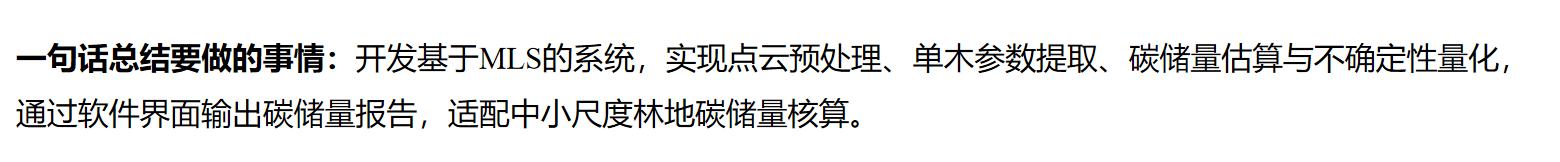 一句话总结要做的事情：开发基于MLS的系统，实现点云预处理、单木参数提取、碳储量估算与不确定性量化，
通过软件界面输出碳储量报告，适配中小尺度林地碳储量核算。